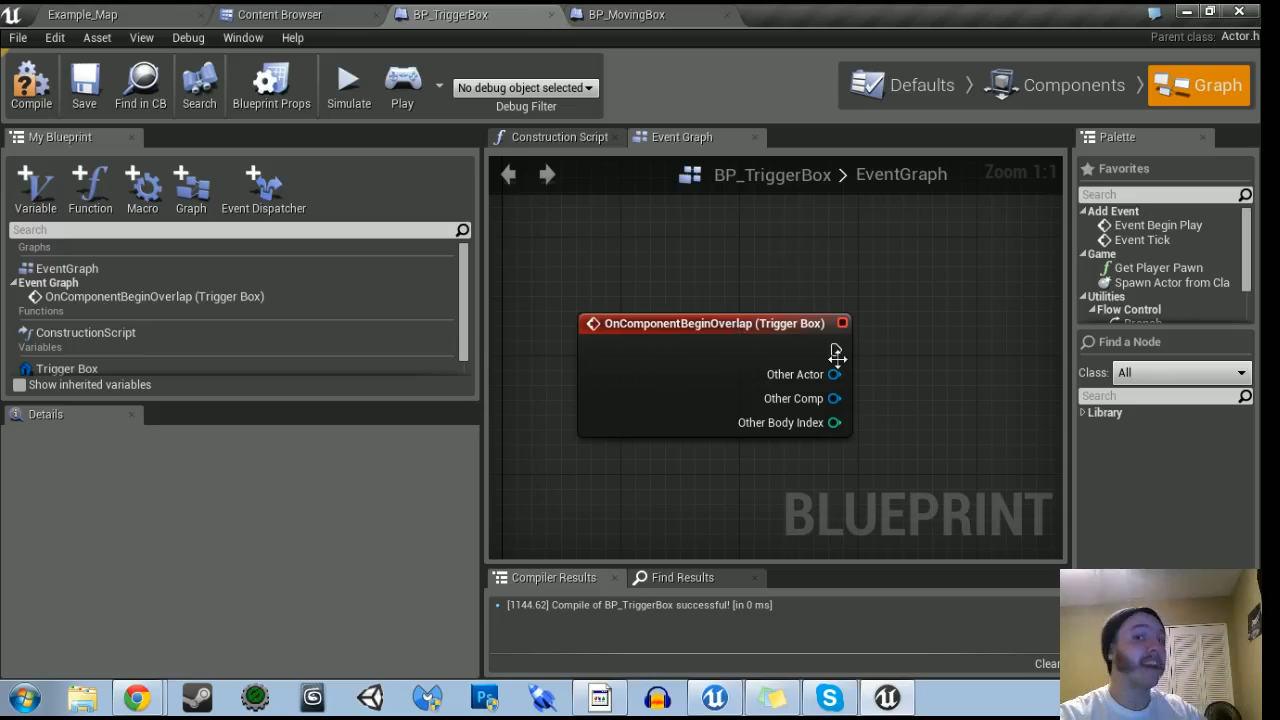 Example_Map
Content Browser
BP_TriggerBox
BP_MovingBox
File Edit Asset View Debug Window Help
Parent class: Actor.h
Compile
Save
Find in CB
Search
Blueprint Props
Simulate
Play
No debug object selected
Debug Filter
Defaults
Components
Graph
My Blueprint
Variable
Function
Macro
Graph
Event Dispatcher
Search
Graphs
EventGraph
Event Graph
OnComponentBeginOverlap (Trigger Box)
Functions
ConstructionScript
Variables
Trigger Box
Show inherited variables
Details
Construction Script
Event Graph
BP_TriggerBox > EventGraph
Zoom 1:1
OnComponentBeginOverlap (Trigger Box)
Other Actor
Other Comp
Other Body Index
BLUEPRINT
Compiler Results
Find Results
[1144.62] Compile of BP_TriggerBox successful! [in 0 ms]
Clear
Palette
Favorites
Search
Add Event
Event Begin Play
Event Tick
Game
Get Player Pawn
Spawn Actor from Cla
Utilities
Flow Control
Find a Node
Class: All
Search
Library